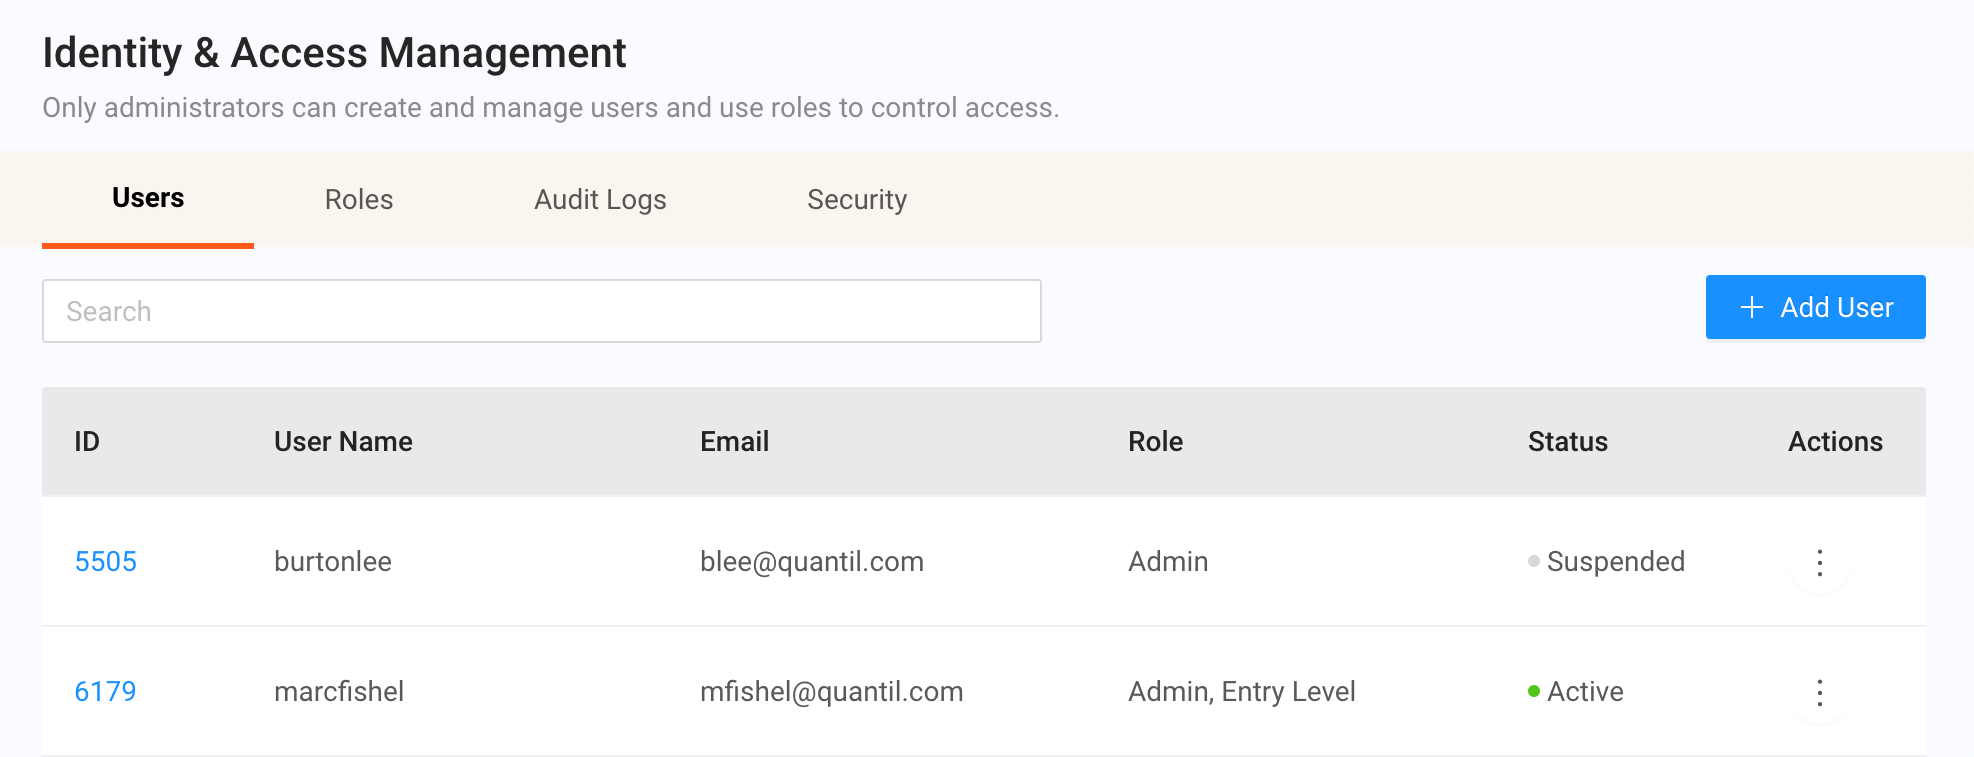 Identity & Access Management
Only administrators can create and manage users and use roles to control access.
Users Roles Audit Logs Security
Search + Add User
ID User Name Email Role Status Actions
5505 burtonlee blee@quantil.com Admin Suspended
6179 marcfishel mfishel@quantil.com Admin, Entry Level Active